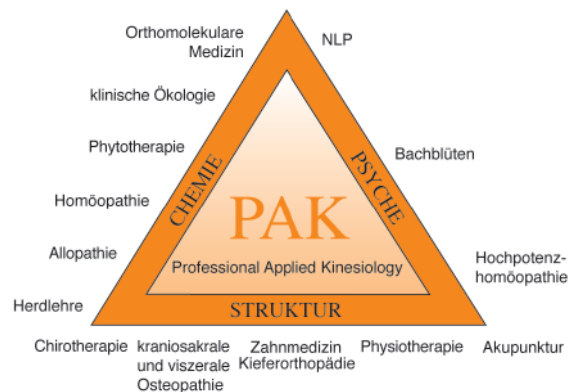 Orthomolekulare
Medizin
NLP
klinische Ökologie
Phytotherapie
Bachblüten
CHEMIE
PSYCHE
Homöopathie
PAK
Allopathie
Professional Applied Kinesiology
Hochpotenz-
homöopathie
Herdlehre
STRUKTUR
Chirotherapie
kraniosakrale
und viszerale
Osteopathie
Zahnmedizin
Kieferorthopädie
Physiotherapie
Akupunktur